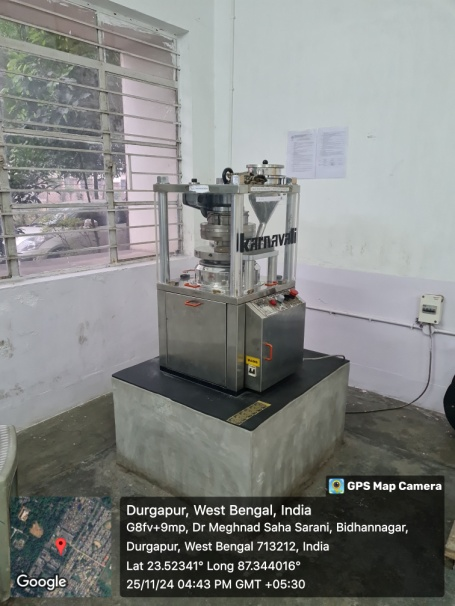 karnavati
GPS Map Camera
Durgapur, West Bengal, India
G8fv+9mp, Dr Meghnad Saha Sarani, Bidhannagar,
Durgapur, West Bengal 713212, India
Lat 23.52341° Long 87.344016°
25/11/24 04:43 PM GMT +05:30
Google